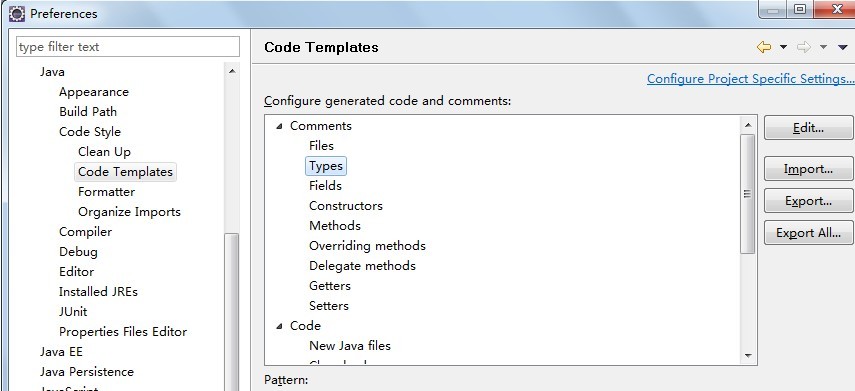 Preferences
type filter text
Java
Appearance
Build Path
Code Style
Clean Up
Code Templates
Formatter
Organize Imports
Compiler
Debug
Editor
Installed JREs
JUnit
Properties Files Editor
Java EE
Java Persistence
JavaScript
Code Templates
Configure Project Specific Settings...
Configure generated code and comments:
Comments
Files
Types
Fields
Constructors
Methods
Overriding methods
Delegate methods
Getters
Setters
Code
New Java files
Pattern:
Edit...
Import...
Export...
Export All...